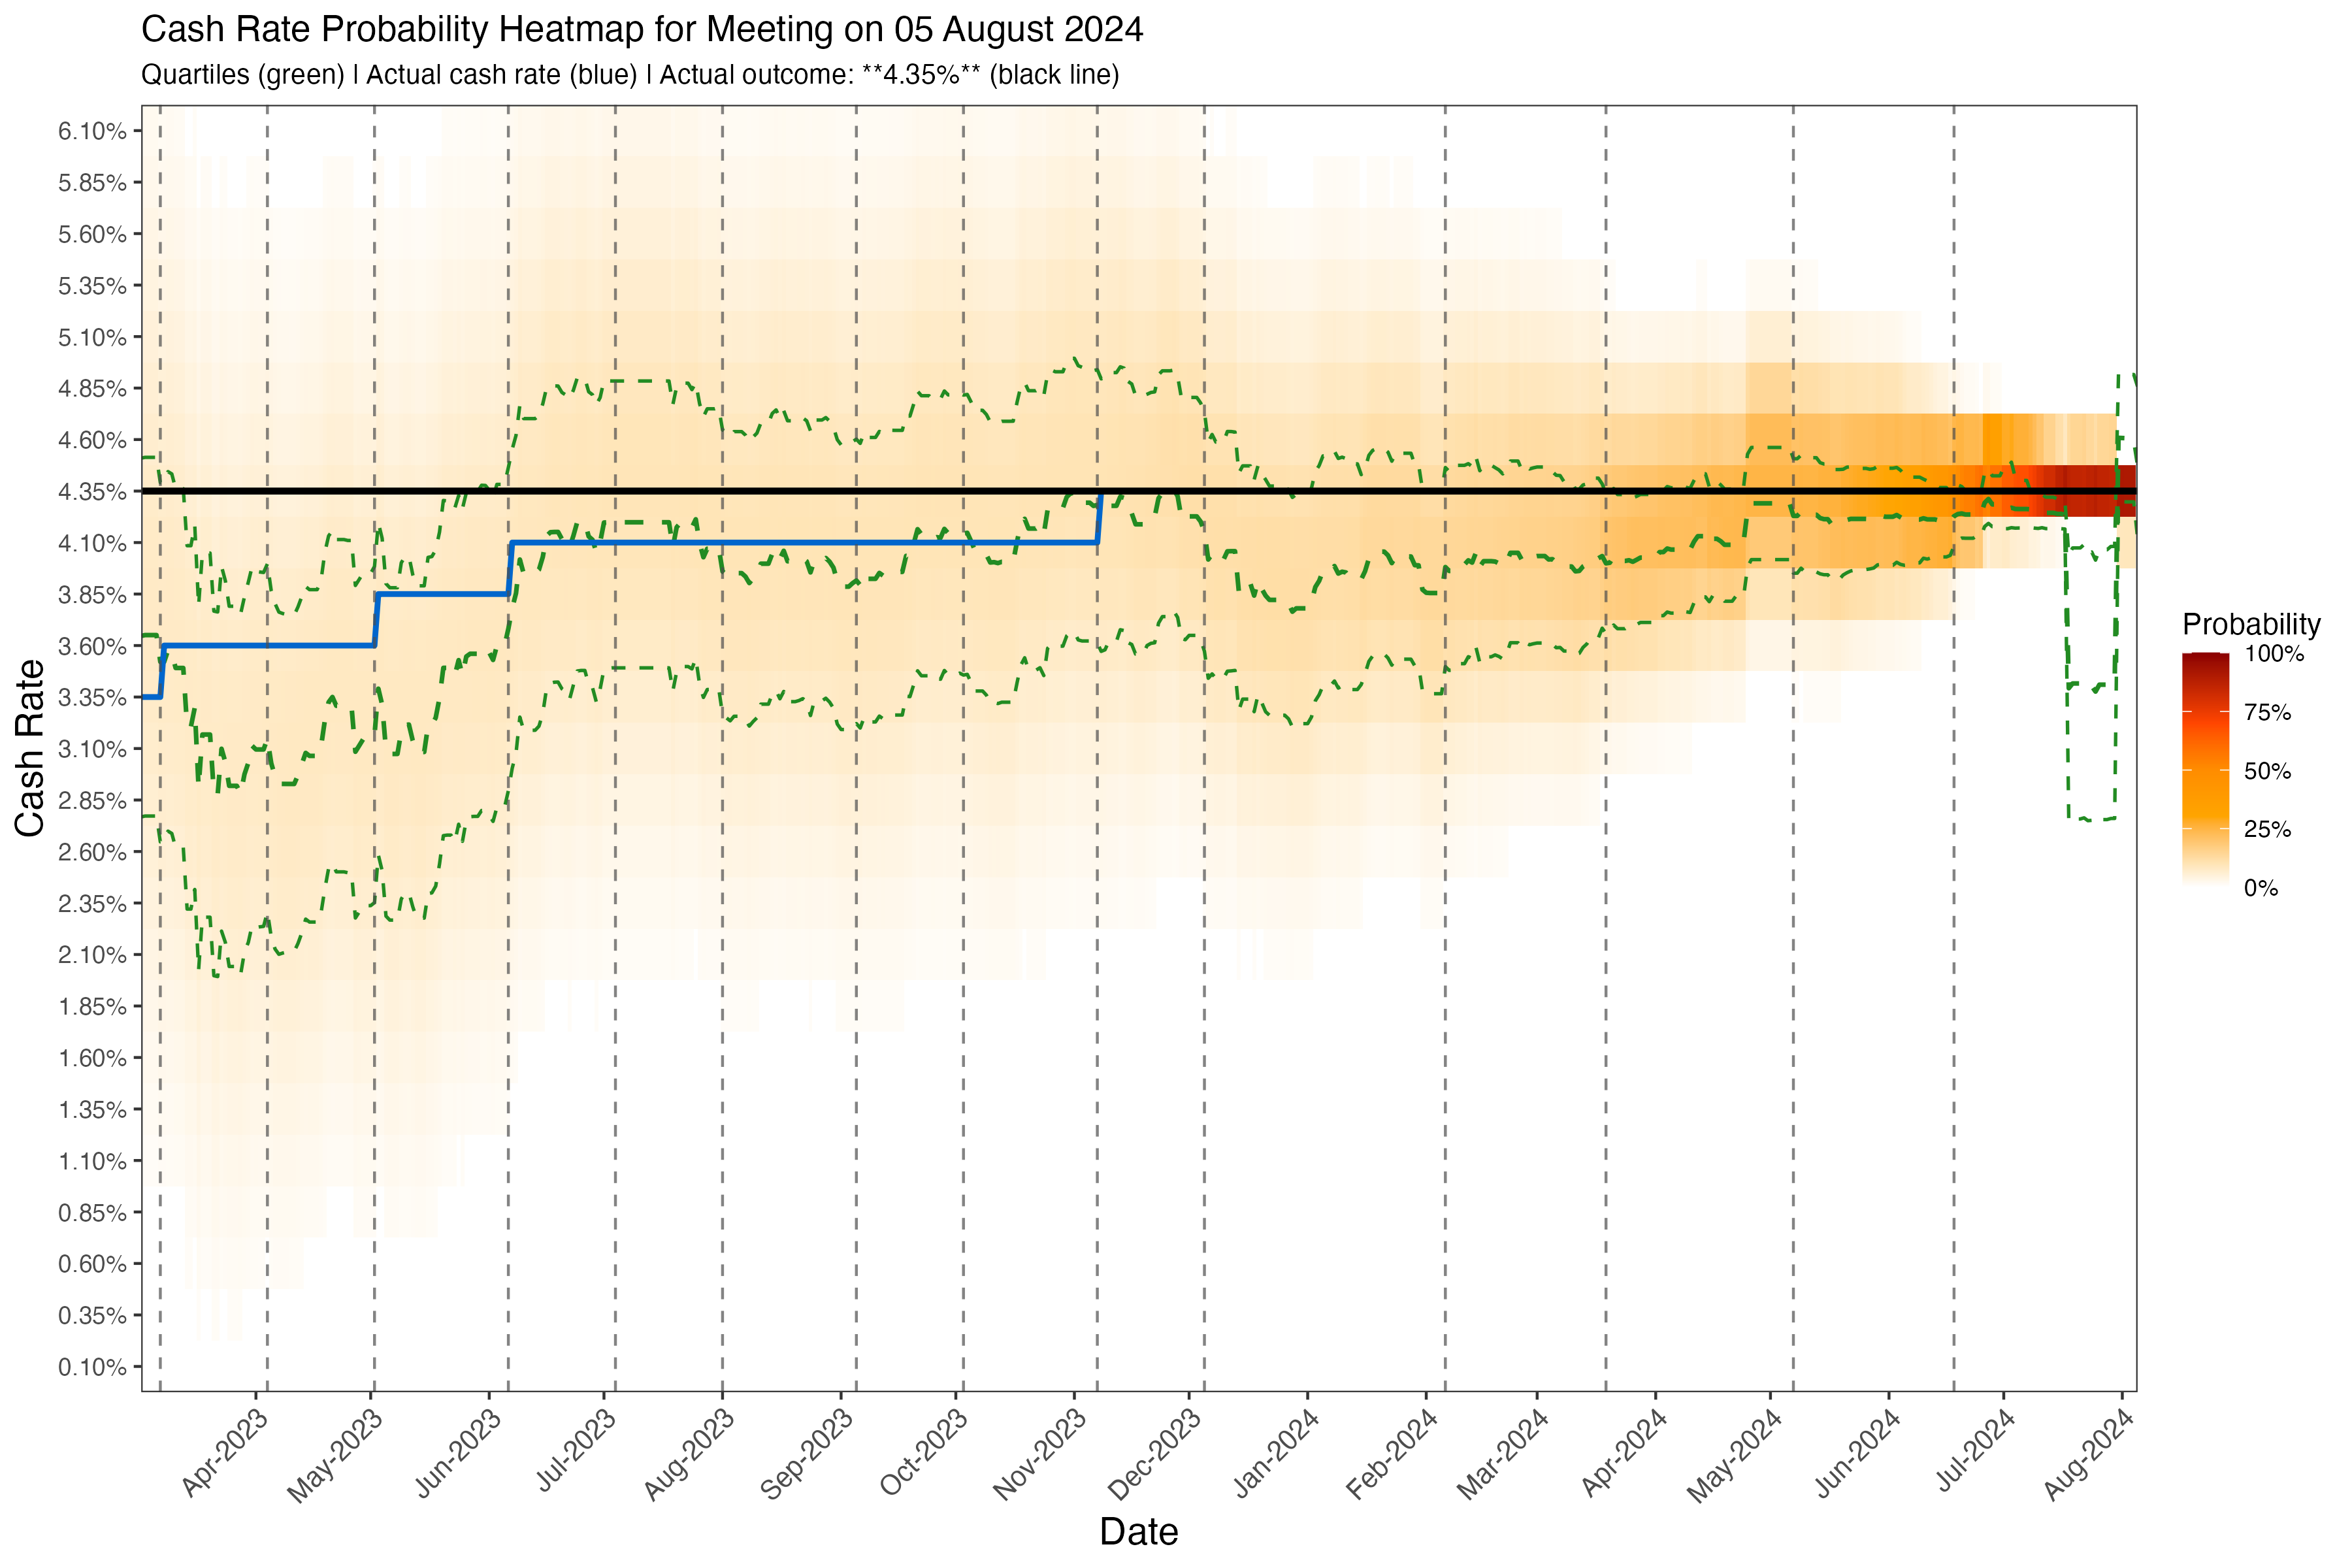 Cash Rate Probability Heatmap for Meeting on 05 August 2024
Quartiles (green) | Actual cash rate (blue) | Actual outcome: **4.35%** (black line)
Cash Rate
6.10%
5.85%
5.60%
5.35%
5.10%
4.85%
4.60%
4.35%
4.10%
3.85%
3.60%
3.35%
3.10%
2.85%
2.60%
2.35%
2.10%
1.85%
1.60%
1.35%
1.10%
0.85%
0.60%
0.35%
0.10%
Apr-2023
May-2023
Jun-2023
Jul-2023
Aug-2023
Sep-2023
Oct-2023
Nov-2023
Dec-2023
Jan-2024
Feb-2024
Mar-2024
Apr-2024
May-2024
Jun-2024
Jul-2024
Aug-2024
Date
Probability
100%
75%
50%
25%
0%